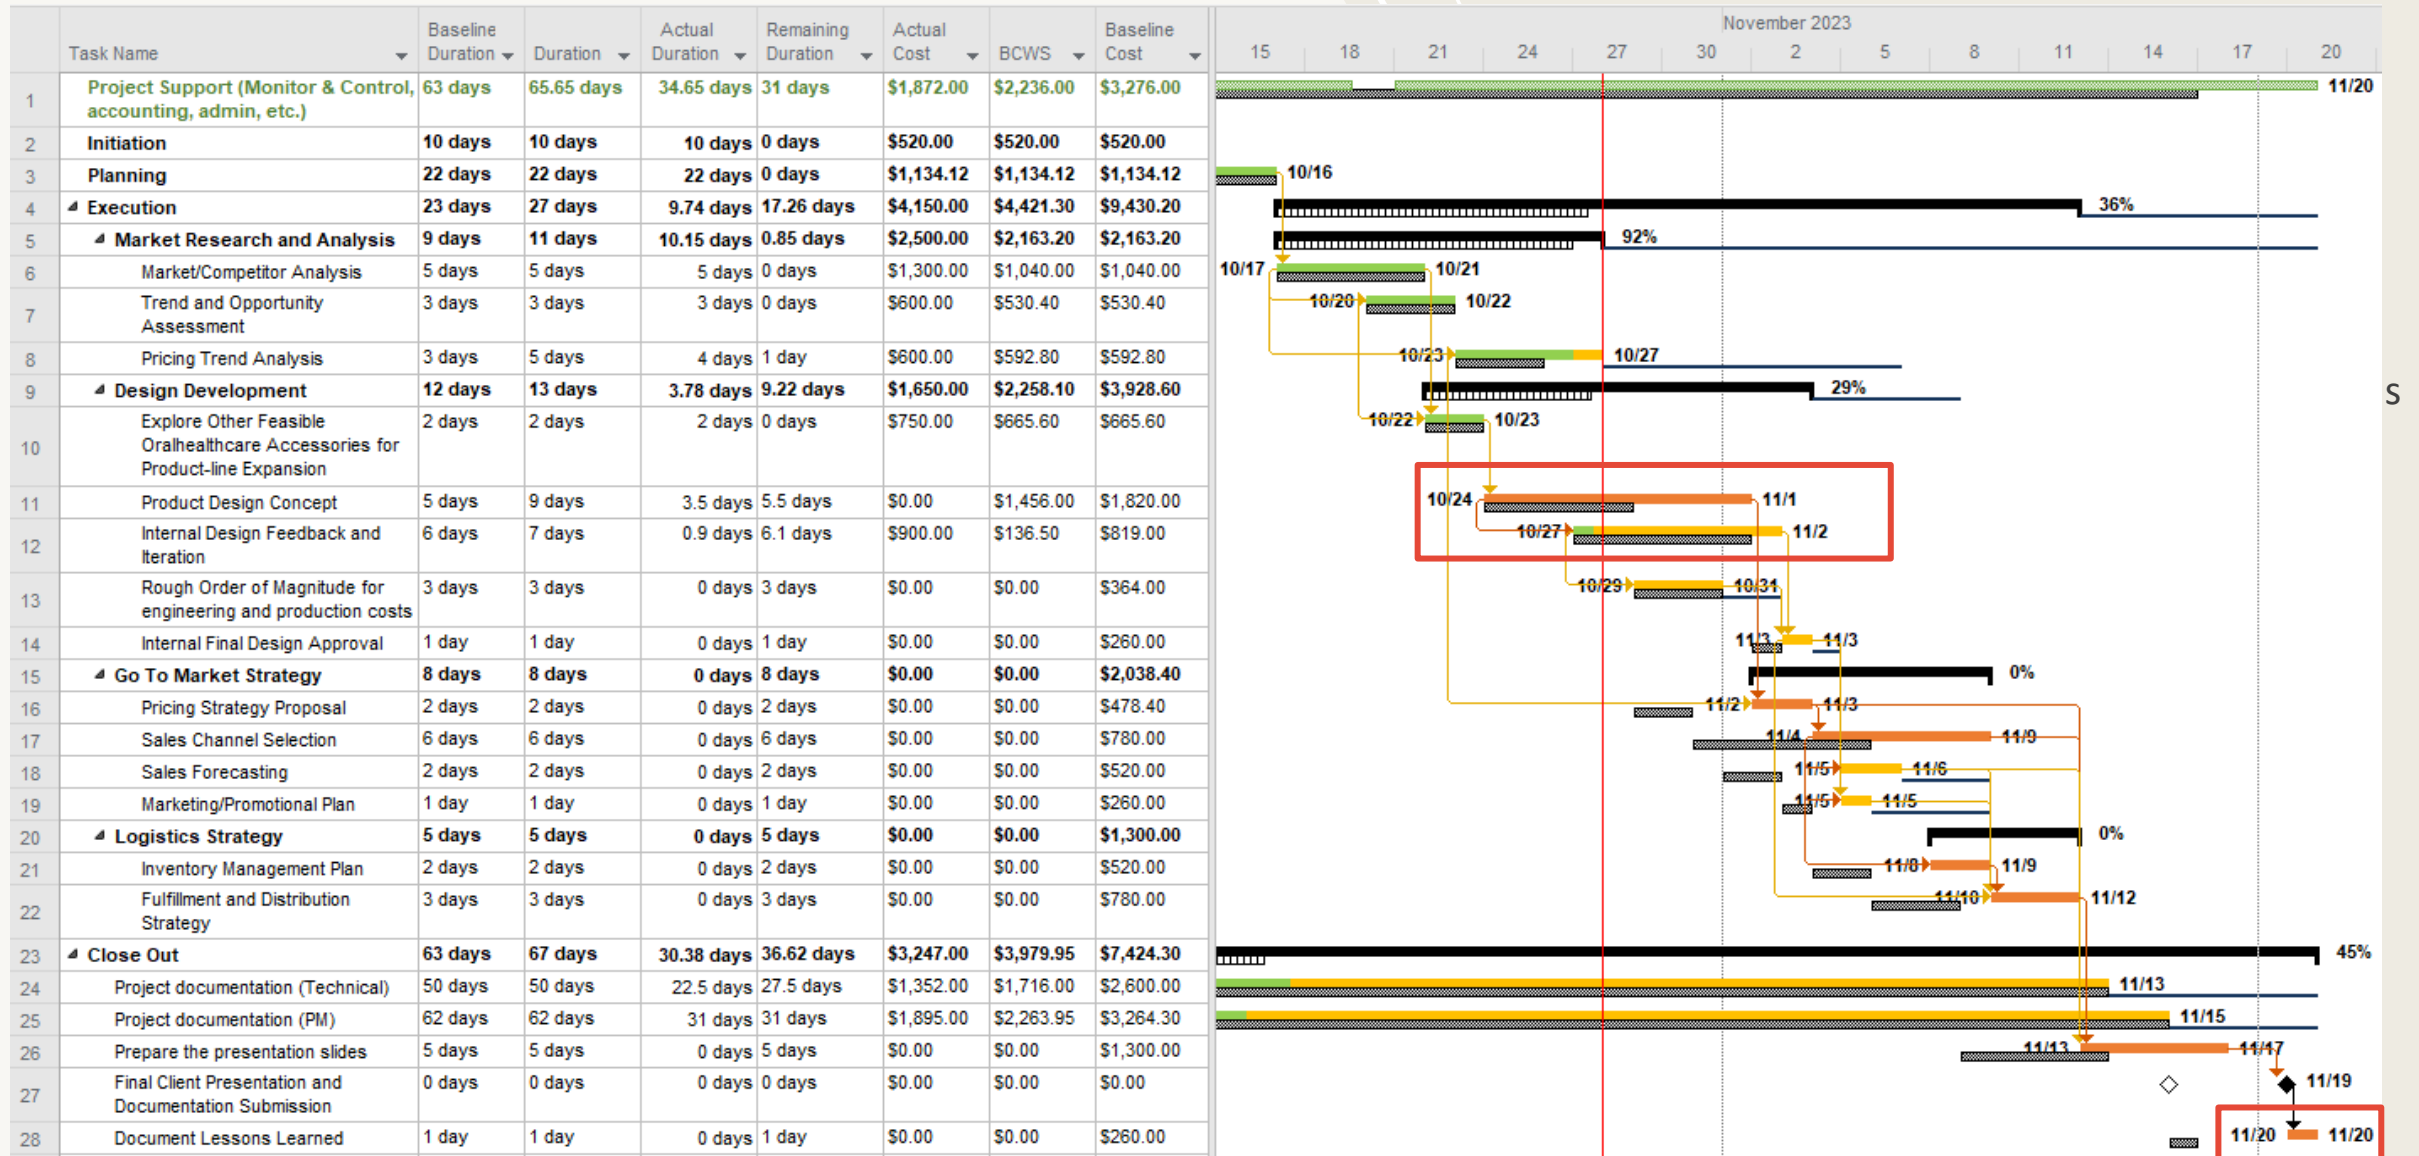 November 2023
Task Name Baseline Duration Duration Actual Duration Remaining Duration Actual Cost BCWS Baseline Cost 15 18 21 24 27 30 2 5 8 11 14 17 20
1 Project Support (Monitor & Control, accounting, admin, etc.) 63 days 65.65 days 34.65 days 31 days $1,872.00 $2,236.00 $3,276.00 11/20
2 Initiation 10 days 10 days 10 days 0 days $520.00 $520.00 $520.00
3 Planning 22 days 22 days 22 days 0 days $1,134.12 $1,134.12 $1,134.12 10/16
4 Execution 23 days 27 days 9.74 days 17.26 days $4,150.00 $4,421.30 $9,430.20 36%
5 Market Research and Analysis 9 days 11 days 10.15 days 0.85 days $2,500.00 $2,163.20 $2,163.20 92%
6 Market/Competitor Analysis 5 days 5 days 5 days 0 days $1,300.00 $1,040.00 $1,040.00 10/17 10/21
7 Trend and Opportunity Assessment 3 days 3 days 3 days 0 days $600.00 $530.40 $530.40 10/20 10/22
8 Pricing Trend Analysis 3 days 5 days 4 days 1 day $600.00 $592.80 $592.80 10/23 10/27
9 Design Development 12 days 13 days 3.78 days 9.22 days $1,650.00 $2,258.10 $3,928.60 29%
s
10 Explore Other Feasible Oralhealthcare Accessories for Product-line Expansion 2 days 2 days 2 days 0 days $750.00 $665.60 $665.60 10/22 10/23
11 Product Design Concept 5 days 9 days 3.5 days 5.5 days $0.00 $1,456.00 $1,820.00 10/24 11/1
12 Internal Design Feedback and Iteration 6 days 7 days 0.9 days 6.1 days $900.00 $136.50 $819.00 10/27 11/2
13 Rough Order of Magnitude for engineering and production costs 3 days 3 days 0 days 3 days $0.00 $0.00 $364.00 10/29 10/31
14 Internal Final Design Approval 1 day 1 day 0 days 1 day $0.00 $0.00 $260.00 11/3 11/3
15 Go To Market Strategy 8 days 8 days 0 days 8 days $0.00 $0.00 $2,038.40 0%
16 Pricing Strategy Proposal 2 days 2 days 0 days 2 days $0.00 $0.00 $478.40 11/2 11/3
17 Sales Channel Selection 6 days 6 days 0 days 6 days $0.00 $0.00 $780.00 11/4 11/9
18 Sales Forecasting 2 days 2 days 0 days 2 days $0.00 $0.00 $520.00 11/5 11/6
19 Marketing/Promotional Plan 1 day 1 day 0 days 1 day $0.00 $0.00 $260.00 11/5 11/5
20 Logistics Strategy 5 days 5 days 0 days 5 days $0.00 $0.00 $1,300.00 0%
21 Inventory Management Plan 2 days 2 days 0 days 2 days $0.00 $0.00 $520.00 11/8 11/9
22 Fulfillment and Distribution Strategy 3 days 3 days 0 days 3 days $0.00 $0.00 $780.00 11/10 11/12
23 Close Out 63 days 67 days 30.38 days 36.62 days $3,247.00 $3,979.95 $7,424.30 45%
24 Project documentation (Technical) 50 days 50 days 22.5 days 27.5 days $1,352.00 $1,716.00 $2,600.00 11/13
25 Project documentation (PM) 62 days 62 days 31 days 31 days $1,895.00 $2,263.95 $3,264.30 11/15
26 Prepare the presentation slides 5 days 5 days 0 days 5 days $0.00 $0.00 $1,300.00 11/13 11/17
27 Final Client Presentation and Documentation Submission 0 days 0 days 0 days 0 days $0.00 $0.00 $0.00 11/19
28 Document Lessons Learned 1 day 1 day 0 days 1 day $0.00 $0.00 $260.00 11/20 11/20